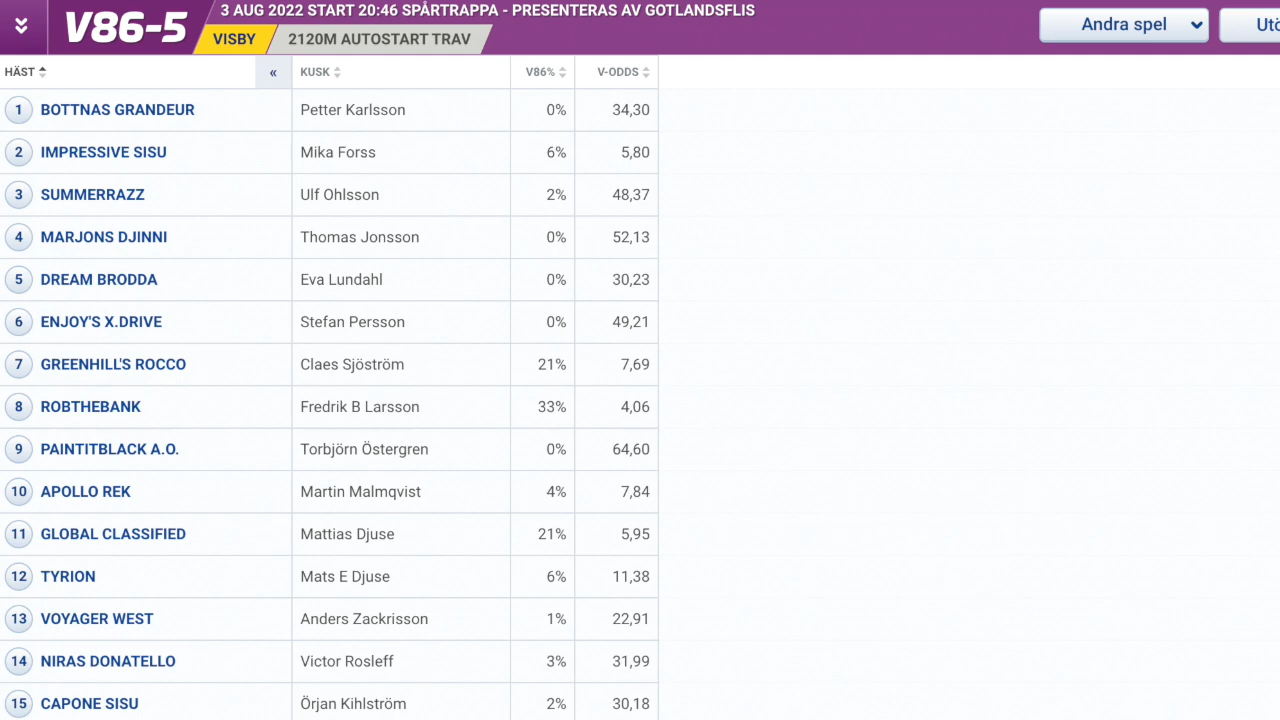 V86-5
3 AUG 2022 START 20:46 SPÅRTRAPPA - PRESENTERAS AV GOTLANDSFLIS
VISBY 2120M AUTOSTART TRAV
Andra spel
HÄST « KUSK V86% V-ODDS
1 BOTTNAS GRANDEUR Petter Karlsson 0% 34,30
2 IMPRESSIVE SISU Mika Forss 6% 5,80
3 SUMMERRAZZ Ulf Ohlsson 2% 48,37
4 MARJONS DJINNI Thomas Jonsson 0% 52,13
5 DREAM BRODDA Eva Lundahl 0% 30,23
6 ENJOY'S X.DRIVE Stefan Persson 0% 49,21
7 GREENHILL'S ROCCO Claes Sjöström 21% 7,69
8 ROBTHEBANK Fredrik B Larsson 33% 4,06
9 PAINTITBLACK A.O. Torbjörn Östergren 0% 64,60
10 APOLLO REK Martin Malmqvist 4% 7,84
11 GLOBAL CLASSIFIED Mattias Djuse 21% 5,95
12 TYRION Mats E Djuse 6% 11,38
13 VOYAGER WEST Anders Zackrisson 1% 22,91
14 NIRAS DONATELLO Victor Rosleff 3% 31,99
15 CAPONE SISU Örjan Kihlström 2% 30,18